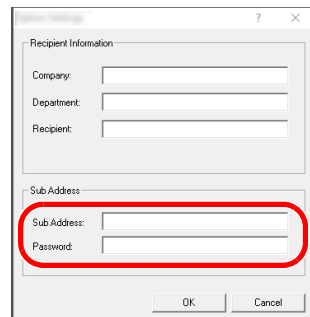 ?
Recipient Information
Company:
Department:
Recipient:
Sub Address
Sub Address:
Password:
OK Cancel